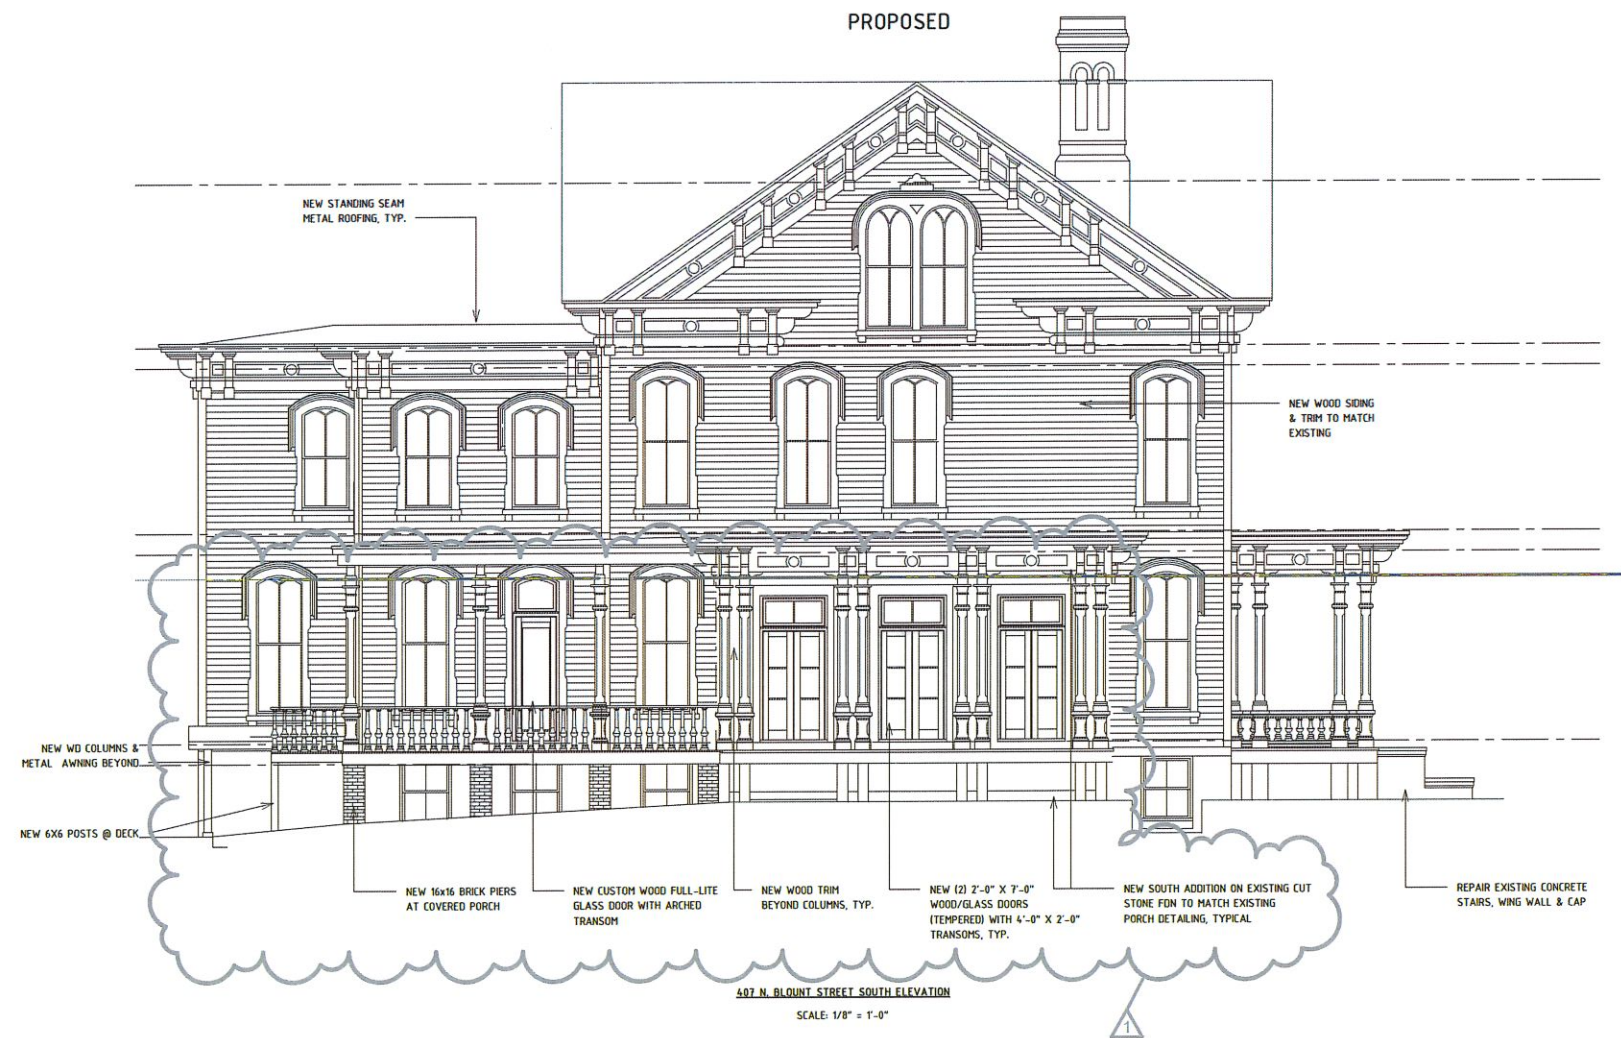 PROPOSED
NEW STANDING SEAM
METAL ROOFING, TYP.
NEW WOOD SIDING
& TRIM TO MATCH
EXISTING
NEW WD COLUMNS &
METAL AWNING BEYOND
NEW 6X6 POSTS @ DECK
NEW 16x16 BRICK PIERS
AT COVERED PORCH
NEW CUSTOM WOOD FULL-LITE
GLASS DOOR WITH ARCHED
TRANSOM
NEW WOOD TRIM
BEYOND COLUMNS, TYP.
NEW (2) 2'-0" X 7'-0"
WOOD/GLASS DOORS
(TEMPERED) WITH 4'-0" X 2'-0"
TRANSOMS, TYP.
NEW SOUTH ADDITION ON EXISTING CUT
STONE FDN TO MATCH EXISTING
PORCH DETAILING, TYPICAL
REPAIR EXISTING CONCRETE
STAIRS, WING WALL & CAP
407 N. BLOUNT STREET SOUTH ELEVATION
SCALE: 1/8" = 1'-0"
1